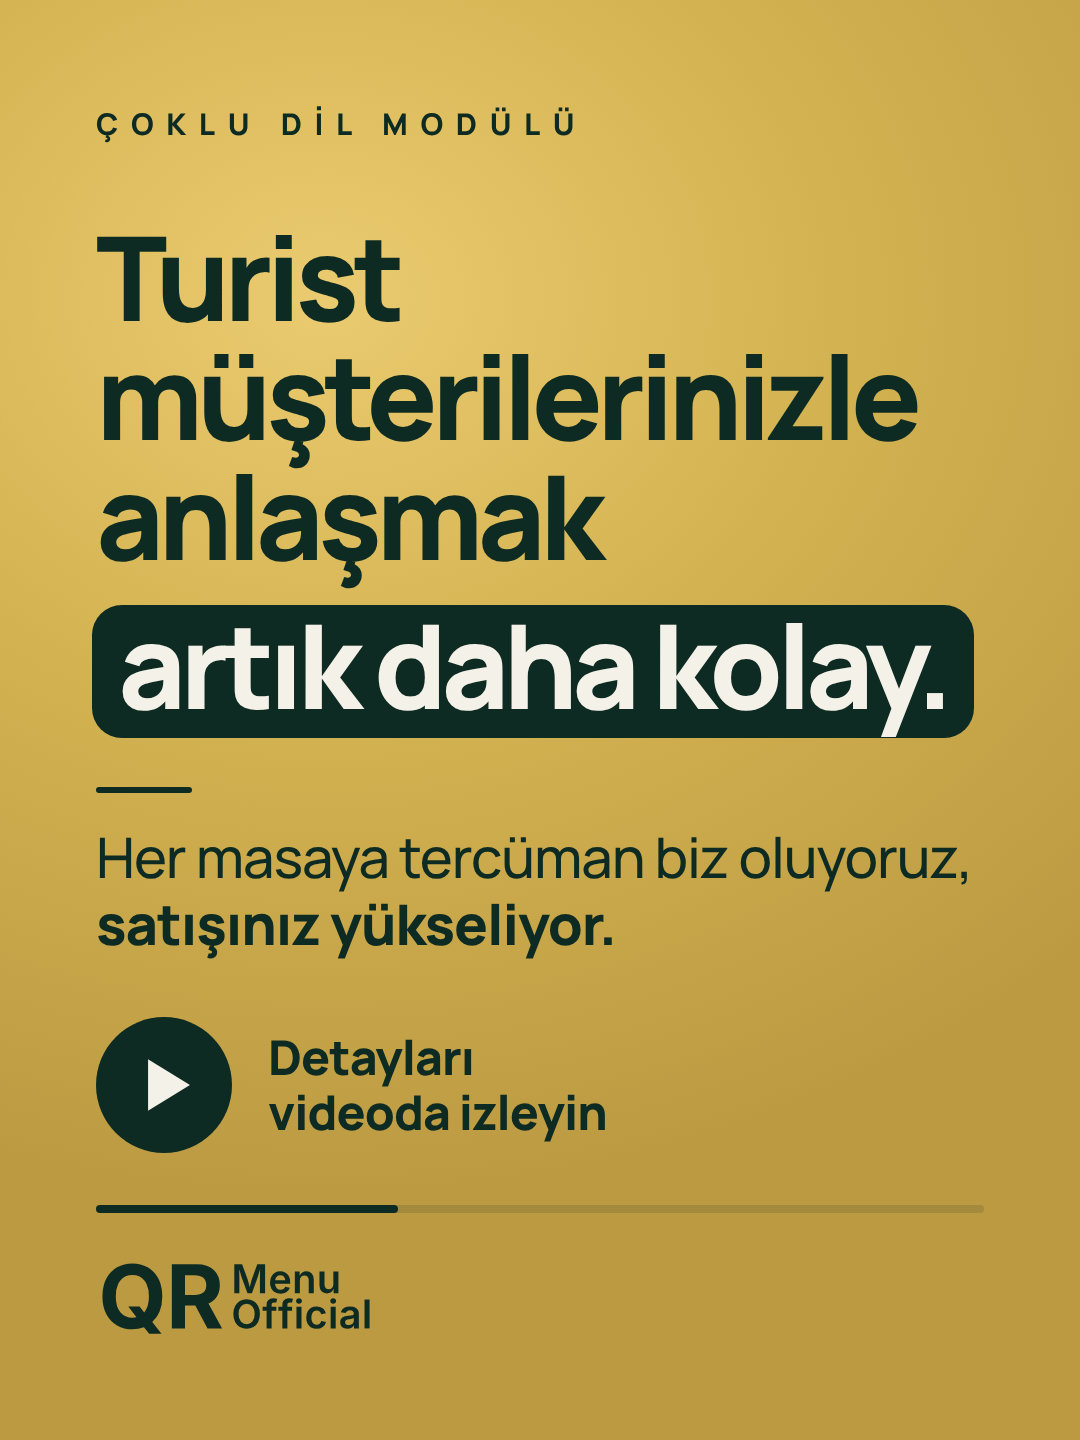 ÇOKLU DİL MODÜLÜ
Turist
müşterilerinizle
anlaşmak
artık daha kolay.
Her masaya tercüman biz oluyoruz,
satışınız yükseliyor.
Detayları
videoda izleyin
QR Menu
Official